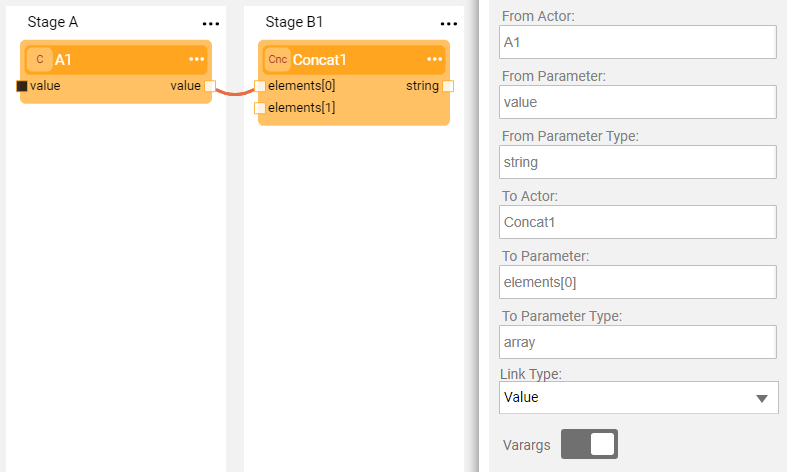 Stage A
C A1
value value
Stage B1
Cnc Concat1
elements[0] string
elements[1]
From Actor:
A1
From Parameter:
value
From Parameter Type:
string
To Actor:
Concat1
To Parameter:
elements[0]
To Parameter Type:
array
Link Type:
Value
Varargs